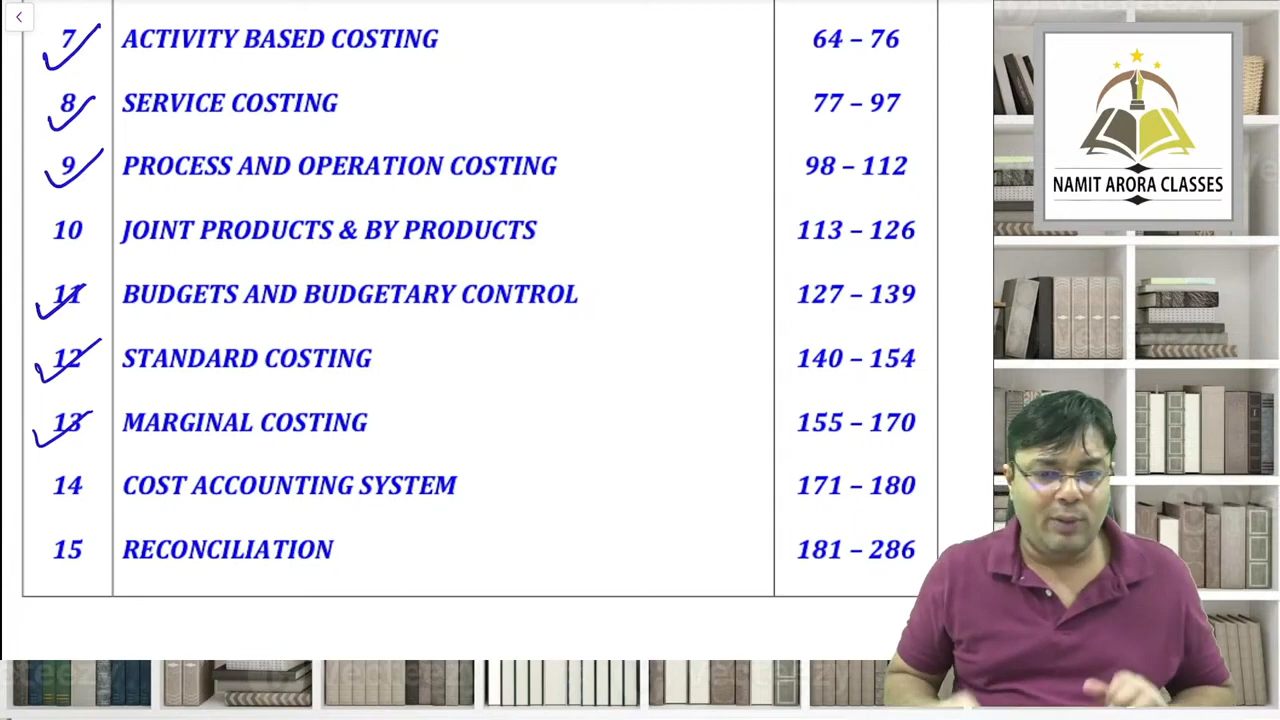 7 ACTIVITY BASED COSTING 64 – 76
8 SERVICE COSTING 77 – 97
9 PROCESS AND OPERATION COSTING 98 – 112
10 JOINT PRODUCTS & BY PRODUCTS 113 – 126
11 BUDGETS AND BUDGETARY CONTROL 127 – 139
12 STANDARD COSTING 140 – 154
13 MARGINAL COSTING 155 – 170
14 COST ACCOUNTING SYSTEM 171 – 180
15 RECONCILIATION 181 – 286
NAMIT ARORA CLASSES